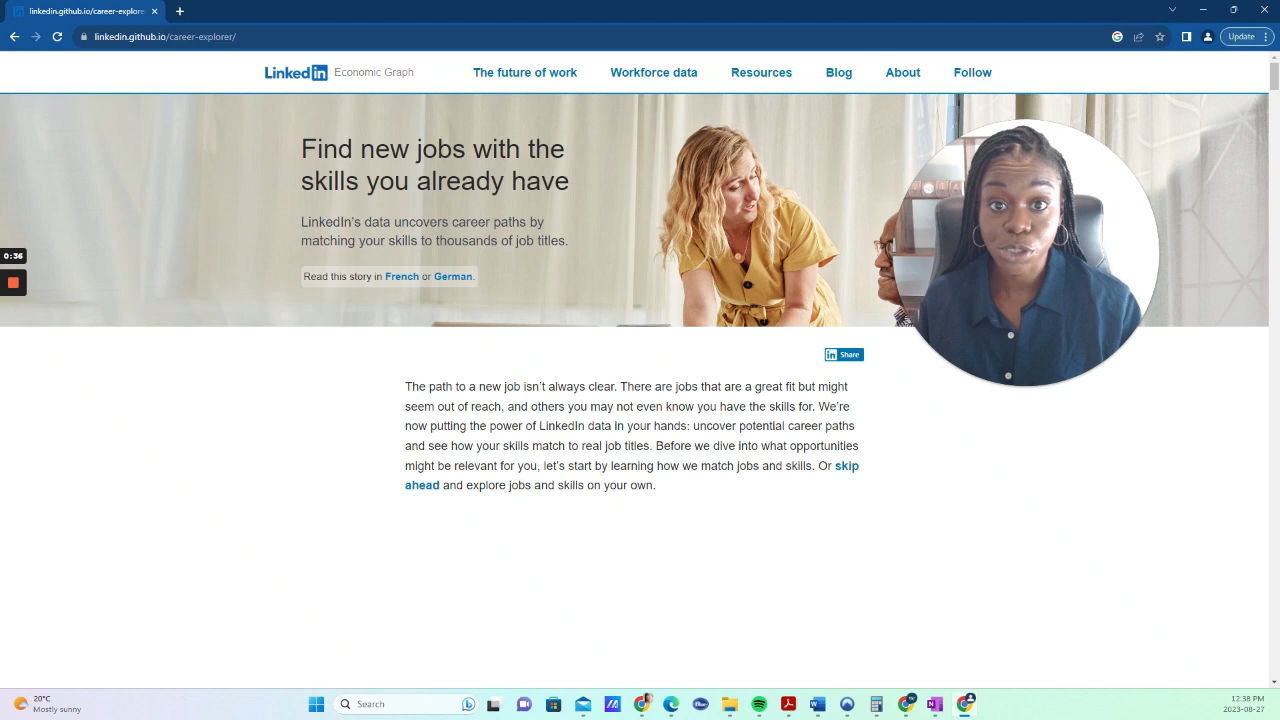 linkedin.github.io/career-explore
linkedin.github.io/career-explorer/
Update
Linked in Economic Graph
The future of work
Workforce data
Resources
Blog
About
Follow
Find new jobs with the
skills you already have
LinkedIn's data uncovers career paths by
matching your skills to thousands of job titles.
Read this story in French or German.
0:36
in Share
The path to a new job isn't always clear. There are jobs that are a great fit but might
seem out of reach, and others you may not even know you have the skills for. We're
now putting the power of LinkedIn data in your hands: uncover potential career paths
and see how your skills match to real job titles. Before we dive into what opportunities
might be relevant for you, let's start by learning how we match jobs and skills. Or skip
ahead and explore jobs and skills on your own.
20°C
Mostly sunny
Search
12:38 PM
2023-08-27